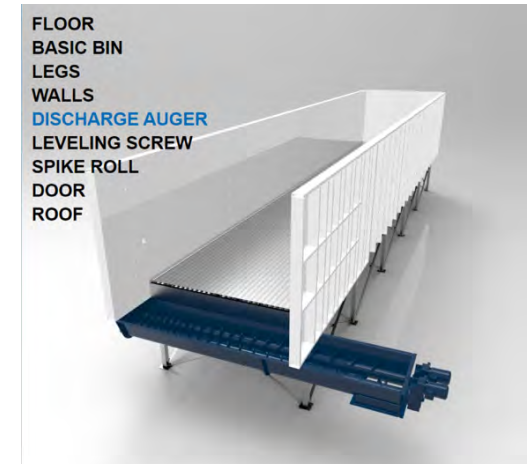 FLOOR
BASIC BIN
LEGS
WALLS
DISCHARGE AUGER
LEVELING SCREW
SPIKE ROLL
DOOR
ROOF